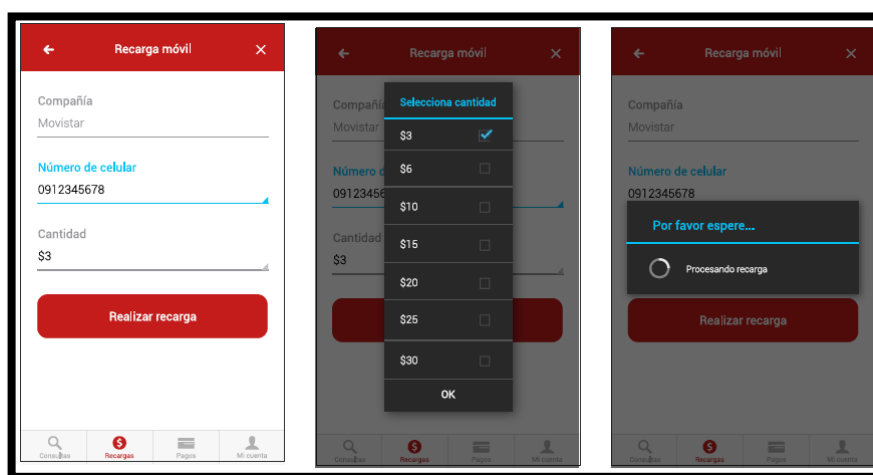 Recarga móvil
Compañía
Movistar
Número de celular
0912345678
Cantidad
$3
Realizar recarga
Consultas
Recargas
Pagos
Mi cuenta
Recarga móvil
Compañí
Movistar
Número d
09123456
Cantidad
$3
Selecciona cantidad
$3
$6
$10
$15
$20
$25
$30
OK
Consultas
Recargas
Pagos
Mi cuenta
Recarga móvil
Compañía
Movistar
Número de celular
0912345678
Por favor espere...
Procesando recarga
Realizar recarga
Consultas
Recargas
Pagos
Mi cuenta